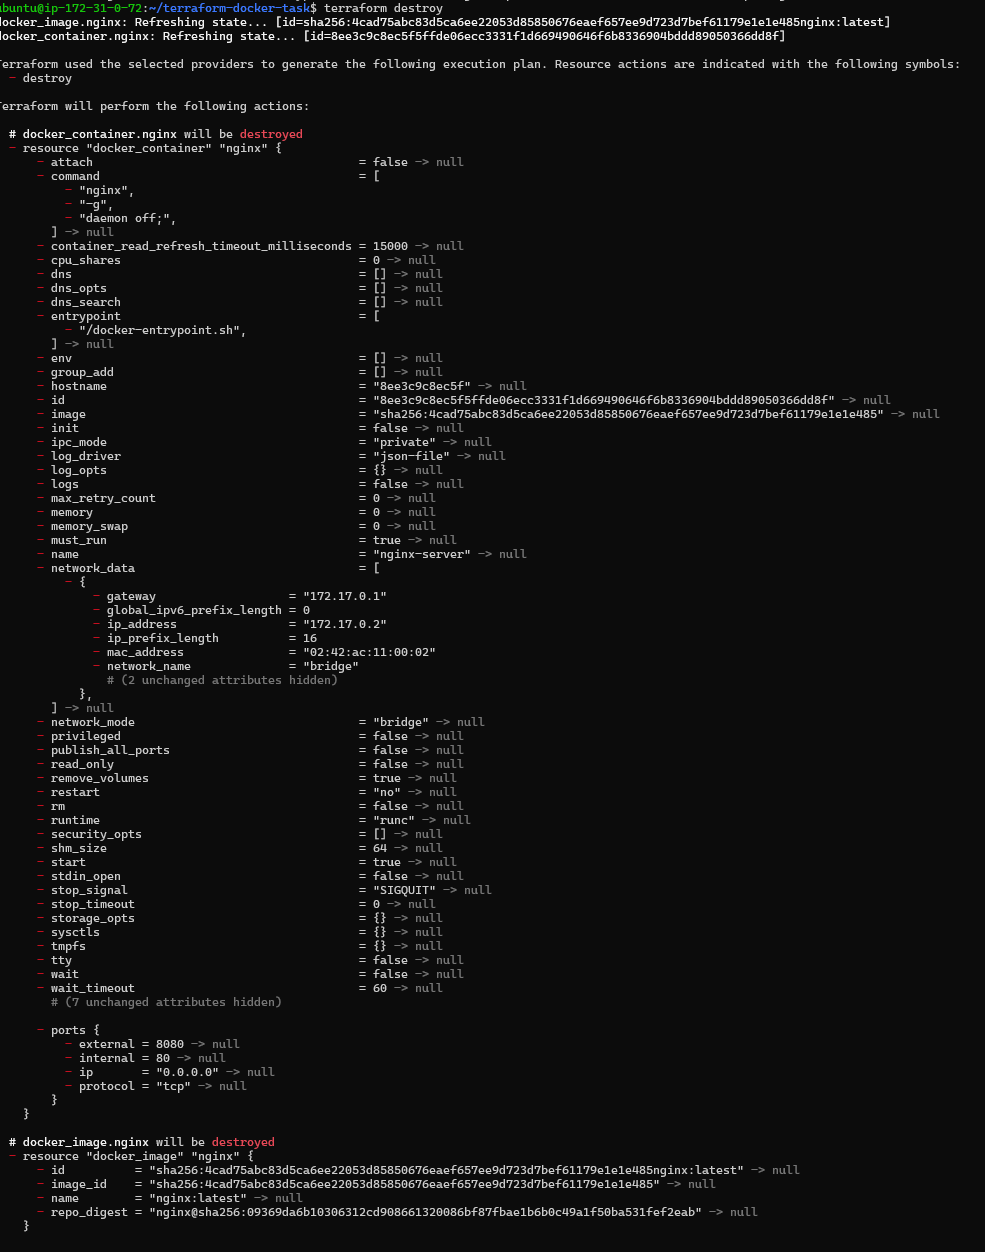 ubuntu@ip-172-31-0-72:~/terraform-docker-task$ terraform destroy
docker_image.nginx: Refreshing state... [id=sha256:4cad75abc83d5ca6ee22053d85850676eaef657ee9d723d7bef61179e1e1e485nginx:latest]
docker_container.nginx: Refreshing state... [id=8ee3c9c8ec5f5ffde06ecc3331f1d669490646f6b8336904bddd89050366dd8f]

Terraform used the selected providers to generate the following execution plan. Resource actions are indicated with the following symbols:
  - destroy

Terraform will perform the following actions:

  # docker_container.nginx will be destroyed
  - resource "docker_container" "nginx" {
      - attach                                      = false -> null
      - command                                     = [
          - "nginx",
          - "-g",
          - "daemon off;",
        ] -> null
      - container_read_refresh_timeout_milliseconds = 15000 -> null
      - cpu_shares                                  = 0 -> null
      - dns                                         = [] -> null
      - dns_opts                                    = [] -> null
      - dns_search                                  = [] -> null
      - entrypoint                                  = [
          - "/docker-entrypoint.sh",
        ] -> null
      - env                                         = [] -> null
      - group_add                                   = [] -> null
      - hostname                                    = "8ee3c9c8ec5f" -> null
      - id                                          = "8ee3c9c8ec5f5ffde06ecc3331f1d669490646f6b8336904bddd89050366dd8f" -> null
      - image                                       = "sha256:4cad75abc83d5ca6ee22053d85850676eaef657ee9d723d7bef61179e1e1e485" -> null
      - init                                        = false -> null
      - ipc_mode                                    = "private" -> null
      - log_driver                                  = "json-file" -> null
      - log_opts                                    = {} -> null
      - logs                                        = false -> null
      - max_retry_count                             = 0 -> null
      - memory                                      = 0 -> null
      - memory_swap                                 = 0 -> null
      - must_run                                    = true -> null
      - name                                        = "nginx-server" -> null
      - network_data                                = [
          - {
              - gateway                   = "172.17.0.1"
              - global_ipv6_prefix_length = 0
              - ip_address                = "172.17.0.2"
              - ip_prefix_length          = 16
              - mac_address               = "02:42:ac:11:00:02"
              - network_name              = "bridge"
                # (2 unchanged attributes hidden)
            },
        ] -> null
      - network_mode                                = "bridge" -> null
      - privileged                                  = false -> null
      - publish_all_ports                           = false -> null
      - read_only                                   = false -> null
      - remove_volumes                              = true -> null
      - restart                                     = "no" -> null
      - rm                                          = false -> null
      - runtime                                     = "runc" -> null
      - security_opts                               = [] -> null
      - shm_size                                    = 64 -> null
      - start                                       = true -> null
      - stdin_open                                  = false -> null
      - stop_signal                                 = "SIGQUIT" -> null
      - stop_timeout                                = 0 -> null
      - storage_opts                                = {} -> null
      - sysctls                                     = {} -> null
      - tmpfs                                       = {} -> null
      - tty                                         = false -> null
      - wait                                        = false -> null
      - wait_timeout                                = 60 -> null
        # (7 unchanged attributes hidden)

      - ports {
          - external = 8080 -> null
          - internal = 80 -> null
          - ip       = "0.0.0.0" -> null
          - protocol = "tcp" -> null
        }
    }

  # docker_image.nginx will be destroyed
  - resource "docker_image" "nginx" {
      - id          = "sha256:4cad75abc83d5ca6ee22053d85850676eaef657ee9d723d7bef61179e1e1e485nginx:latest" -> null
      - image_id    = "sha256:4cad75abc83d5ca6ee22053d85850676eaef657ee9d723d7bef61179e1e1e485" -> null
      - name        = "nginx:latest" -> null
      - repo_digest = "nginx@sha256:09369da6b10306312cd908661320086bf87fbae1b6b0c49a1f50ba531fef2eab" -> null
    }